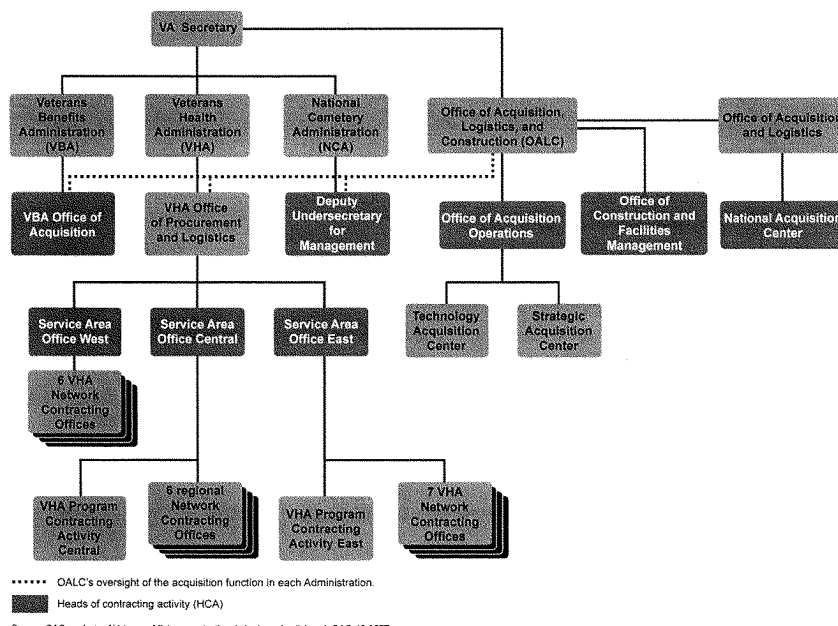 VA Secretary
Veterans
Benefits
Administration
(VBA)
Veterans
Health
Administration
(VHA)
National
Cemetery
Administration
(NCA)
Office of Acquisition,
Logistics, and
Construction (OALC)
Office of Acquisition
and Logistics
VBA Office of
Acquisition
VHA Office
of Procurement
and Logistics
Deputy
Undersecretary
for
Management
Office of Acquisition
Operations
Office of
Construction and
Facilities
Management
National Acquisition
Center
Service Area
Office West
Service Area
Office Central
Service Area
Office East
Technology
Acquisition
Center
Strategic
Acquisition
Center
6 VHA
Network
Contracting
Offices
VHA Program
Contracting
Activity
Central
6 regional
Network
Contracting
Offices
VHA Program
Contracting
Activity East
7 VHA
Network
Contracting
Offices
OALC's oversight of the acquisition function in each Administration.
Heads of contracting activity (HCA)